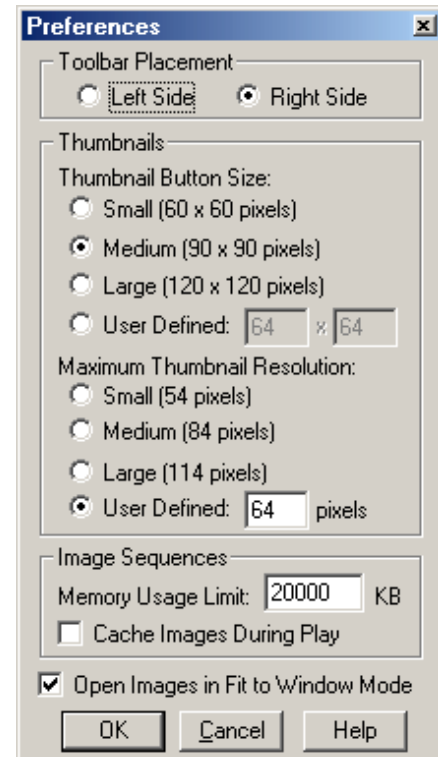 Preferences
Toolbar Placement
Left Side Right Side
Thumbnails
Thumbnail Button Size:
Small (60 x 60 pixels)
Medium (90 x 90 pixels)
Large (120 x 120 pixels)
User Defined: 64 x 64
Maximum Thumbnail Resolution:
Small (54 pixels)
Medium (84 pixels)
Large (114 pixels)
User Defined: 64 pixels
Image Sequences
Memory Usage Limit: 20000 KB
Cache Images During Play
Open Images in Fit to Window Mode
OK Cancel Help